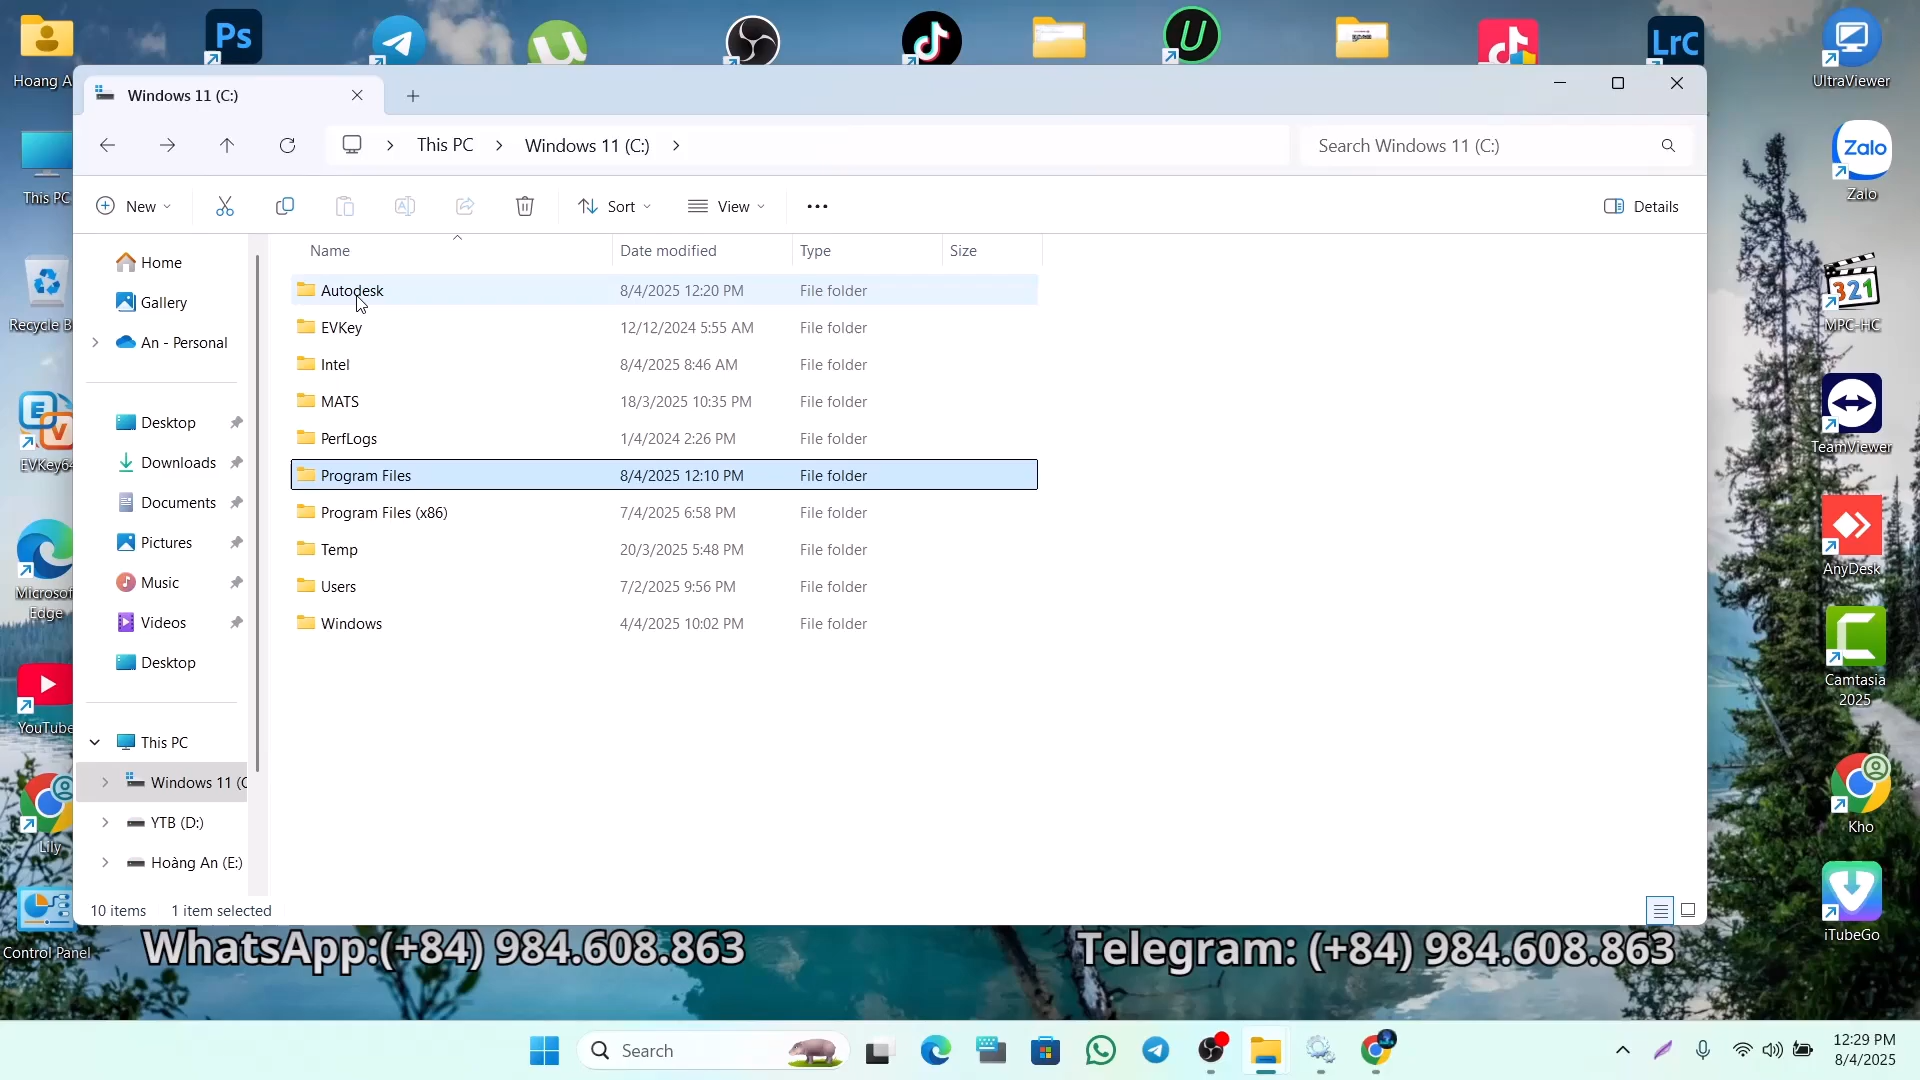 Ps
LrC
Hoang A
UltraViewer
Windows 11 (C:)
This PC
Windows 11 (C:)
Search Windows 11 (C:)
Zalo
This PC
Zalo
New
Sort
View
Details
Name
Date modified
Type
Size
Home
Autodesk
8/4/2025 12:20 PM
File folder
Gallery
EVKey
12/12/2024 5:55 AM
File folder
Recycle B
321
MPC-HC
An - Personal
Intel
8/4/2025 8:46 AM
File folder
MATS
18/3/2025 10:35 PM
File folder
Desktop
PerfLogs
1/4/2024 2:26 PM
File folder
E
V
EVKey64
TeamViewer
Downloads
Program Files
8/4/2025 12:10 PM
File folder
Documents
Program Files (x86)
7/4/2025 6:58 PM
File folder
Pictures
Temp
20/3/2025 5:48 PM
File folder
AnyDesk
Microsof
Edge
Music
Users
7/2/2025 9:56 PM
File folder
Videos
Windows
4/4/2025 10:02 PM
File folder
Desktop
Camtasia
2025
YouTube
This PC
Windows 11 (C
YTB (D:)
Kho
Lily
Hoàng An (E:)
10 items
1 item selected
iTubeGo
Control Panel
WhatsApp:(+84) 984.608.863
Telegram: (+84) 984.608.863
Search
12:29 PM
8/4/2025